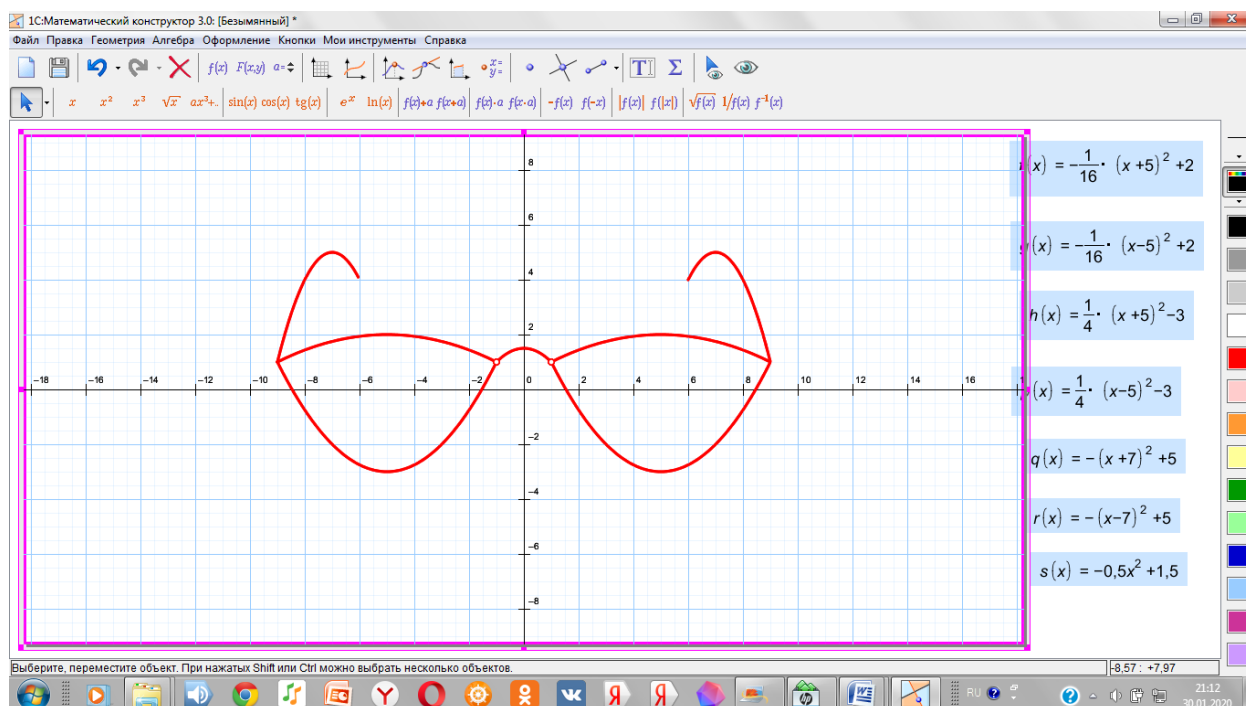 1С:Математический конструктор 3.0: [Безымянный] *
Файл Правка Геометрия Алгебра Оформление Кнопки Мои инструменты Справка
f(x) F(x,y) a= x= y= T Σ
x x² x³ √x ax³+.. sin(x) cos(x) tg(x) eˣ ln(x) f(x)+a f(x+a) f(x)·a f(x·a) -f(x) f(-x) |f(x)| f(|x|) √f(x) 1/f(x) f⁻¹(x)
8
6
4
2
−18 −16 −14 −12 −10 −8 −6 −4 −2 0 2 4 6 8 10 12 14 16
−2
−4
−6
−8
(x) = −1/16· (x+5)² +2
(x) = −1/16· (x−5)² +2
h(x) = 1/4· (x+5)²−3
(x) = 1/4· (x−5)²−3
q(x) = −(x+7)² +5
r(x) = −(x−7)² +5
s(x) = −0,5x² +1,5
Выберите, переместите объект. При нажатых Shift или Ctrl можно выбрать несколько объектов.
-8,57 : +7,97
RU
21:12
30.01.2020